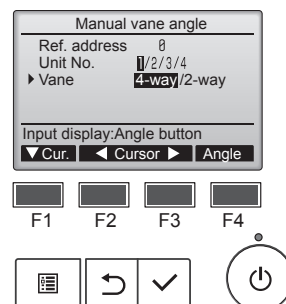 Manual vane angle
Ref. address 0
Unit No. 1/2/3/4
Vane 4-way/2-way
Input display:Angle button
▼Cur. ◀ Cursor ▶ Angle
F1 F2 F3 F4